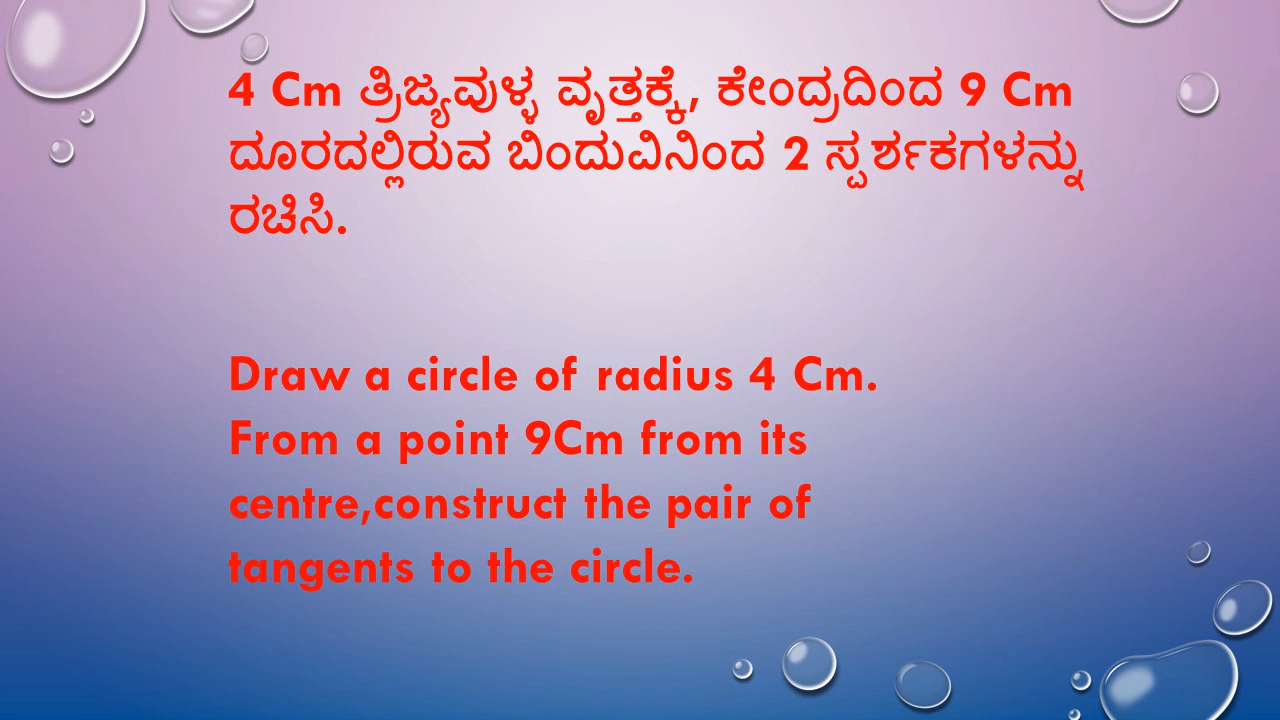 4 Cm ತ್ರಿಜ್ಯವುಳ್ಳ ವೃತ್ತಕ್ಕೆ, ಕೇಂದ್ರದಿಂದ 9 Cm
ದೂರದಲ್ಲಿರುವ ಬಿಂದುವಿನಿಂದ 2 ಸ್ಪರ್ಶಕಗಳನ್ನು
ರಚಿಸಿ.
Draw a circle of radius 4 Cm.
From a point 9Cm from its
centre,construct the pair of
tangents to the circle.